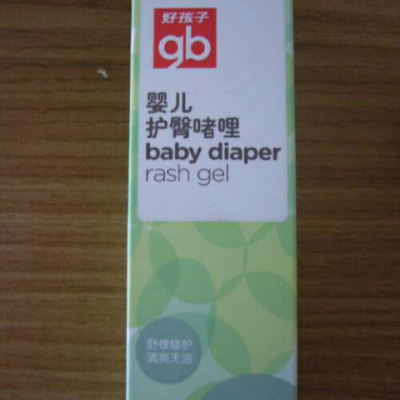 好孩子
gb
婴儿
护臀啫哩
baby diaper
rash gel
舒缓修护
清爽无油